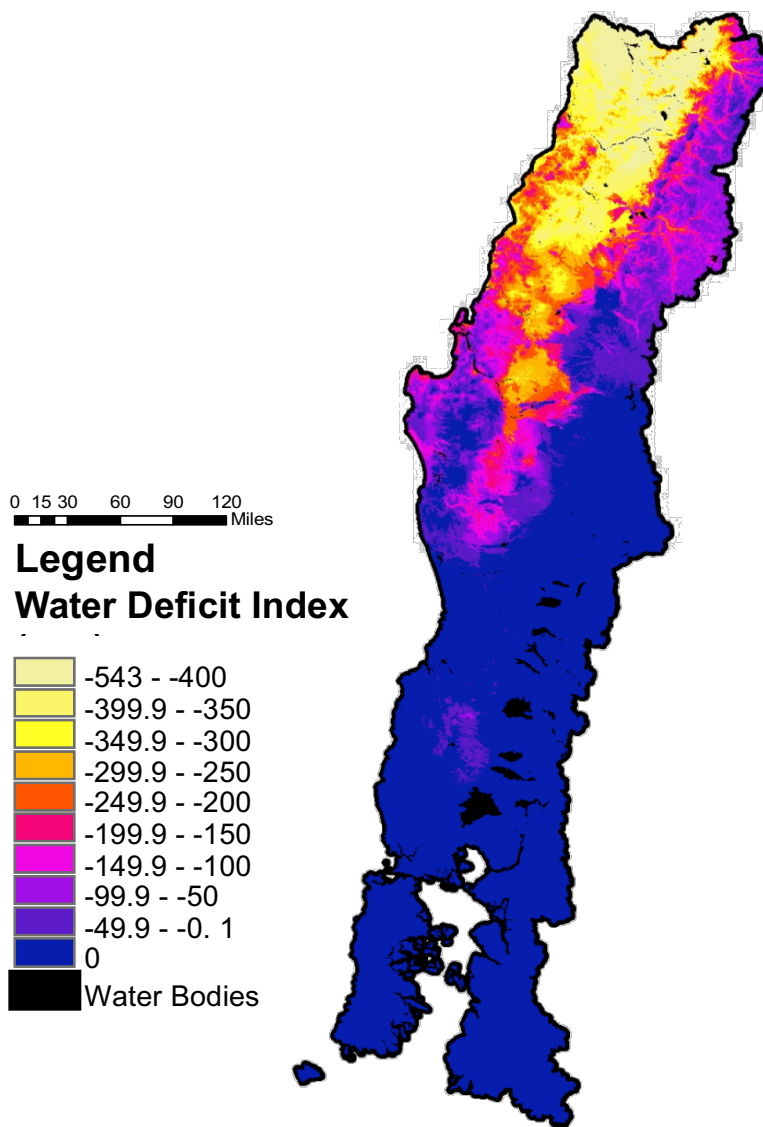 0 15 30 60 90 120
Miles
Legend
Water Deficit Index
-543 - -400
-399.9 - -350
-349.9 - -300
-299.9 - -250
-249.9 - -200
-199.9 - -150
-149.9 - -100
-99.9 - -50
-49.9 - -0. 1
0
Water Bodies